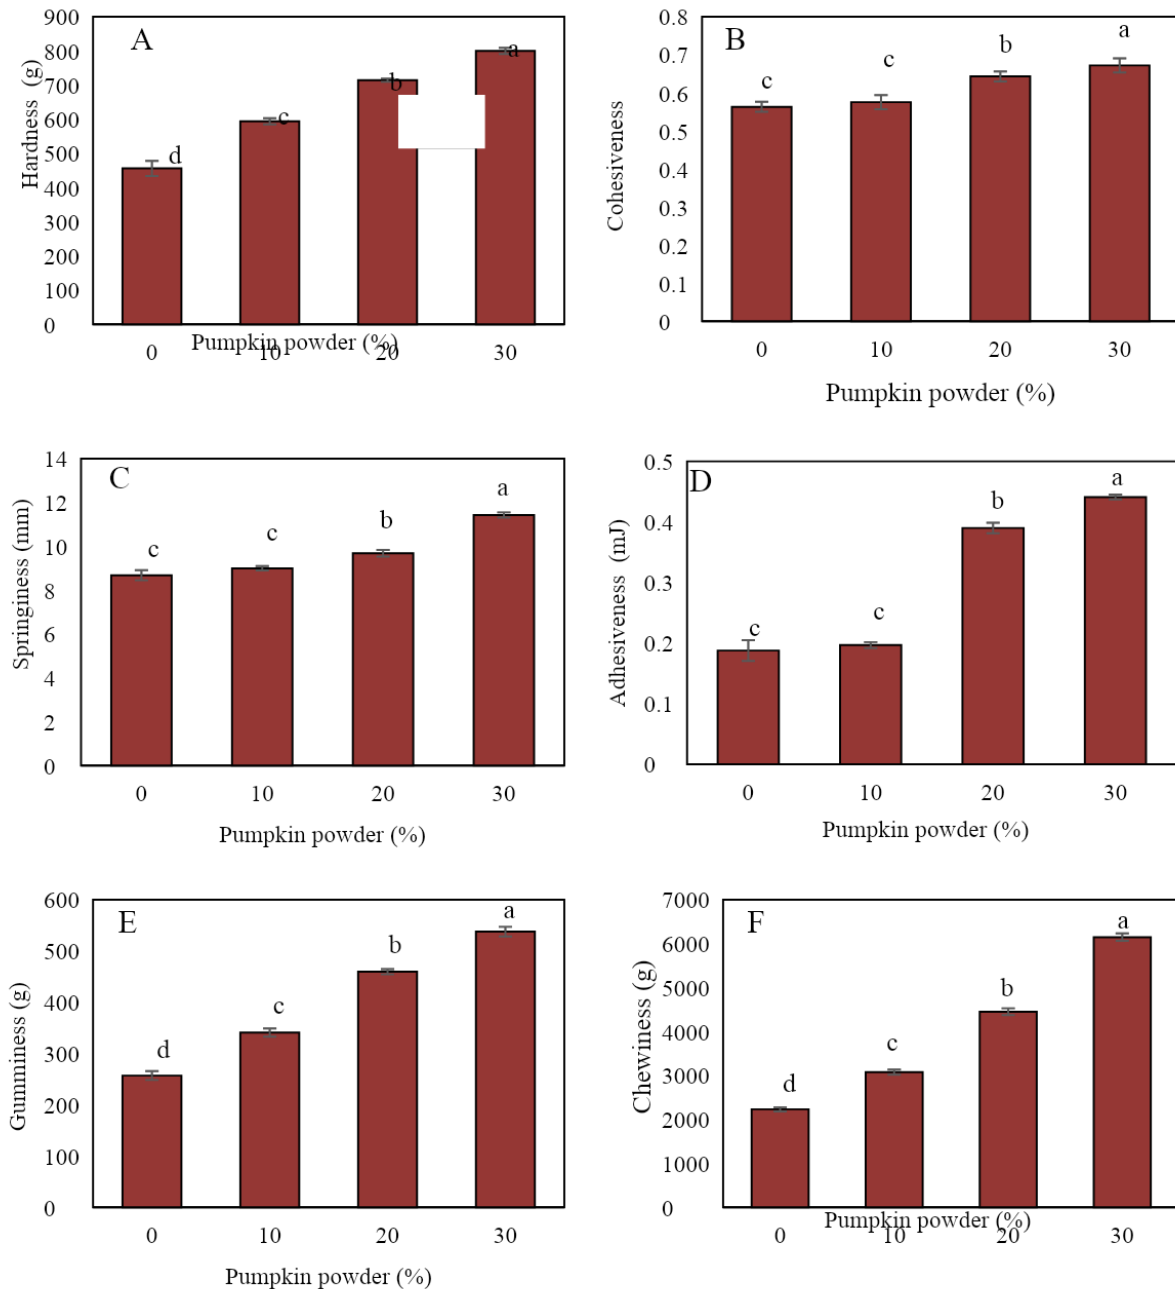 A
Hardness (g)
900
800
700
600
500
400
300
200
100
0
d
c
b
a
0
10
20
30
Pumpkin powder (%)
B
Cohesiveness
0.8
0.7
0.6
0.5
0.4
0.3
0.2
0.1
0
c
c
b
a
0
10
20
30
Pumpkin powder (%)
C
Springiness (mm)
14
12
10
8
6
4
2
0
c
c
b
a
0
10
20
30
Pumpkin powder (%)
D
Adhesiveness (mJ)
0.5
0.4
0.3
0.2
0.1
0
c
c
b
a
0
10
20
30
Pumpkin powder (%)
E
Gumminess (g)
600
500
400
300
200
100
0
d
c
b
a
0
10
20
30
Pumpkin powder (%)
F
Chewiness (g)
7000
6000
5000
4000
3000
2000
1000
0
d
c
b
a
0
10
20
30
Pumpkin powder (%)